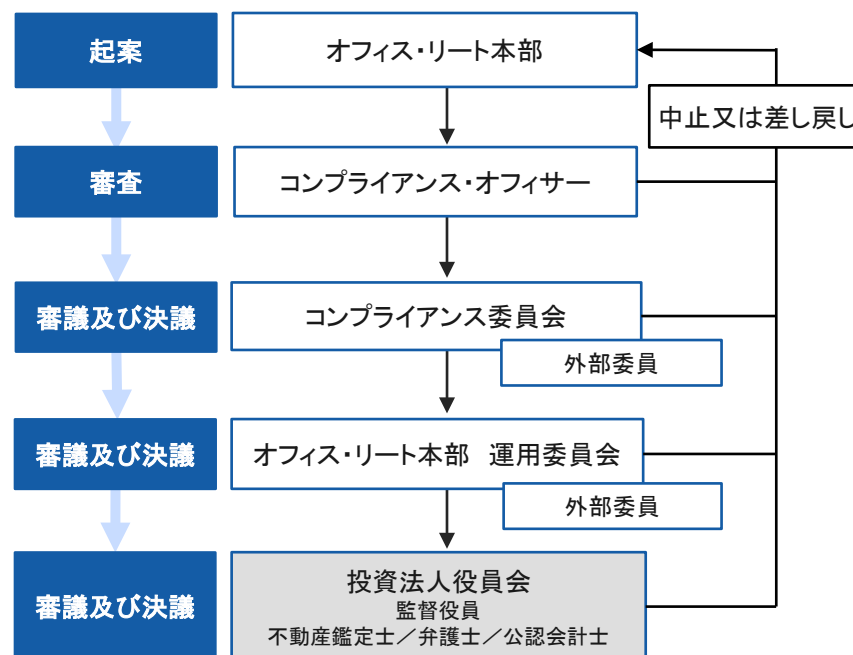 起案
オフィス・リート本部
中止又は差し戻し
審査
コンプライアンス・オフィサー
審議及び決議
コンプライアンス委員会
外部委員
審議及び決議
オフィス・リート本部 運用委員会
外部委員
審議及び決議
投資法人役員会
監督役員
不動産鑑定士／弁護士／公認会計士